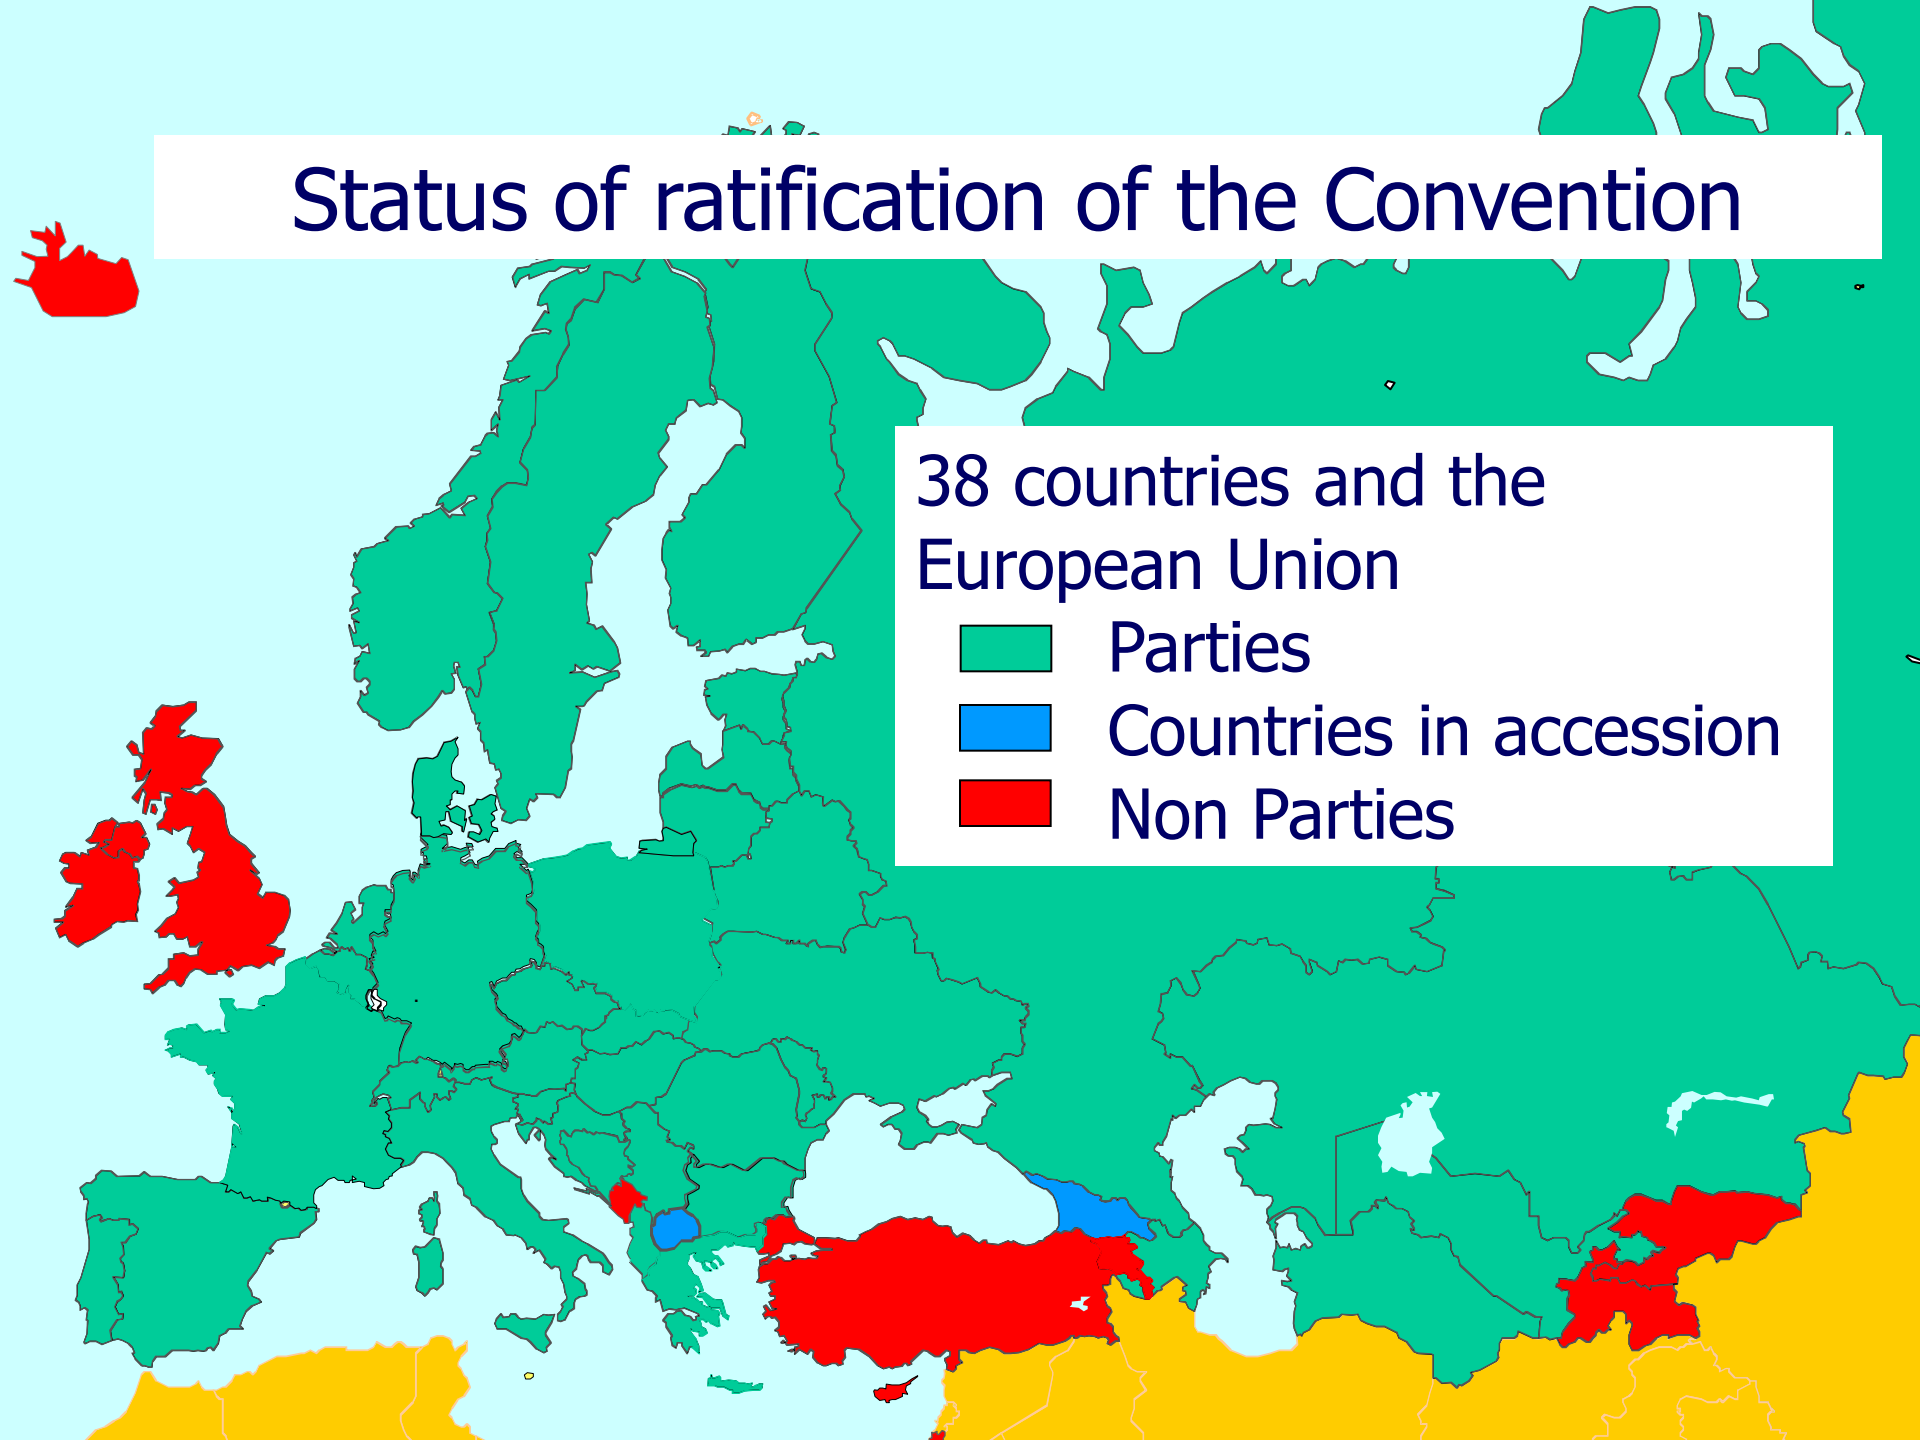 Status of ratification of the Convention
38 countries and the
European Union
Parties
Countries in accession
Non Parties